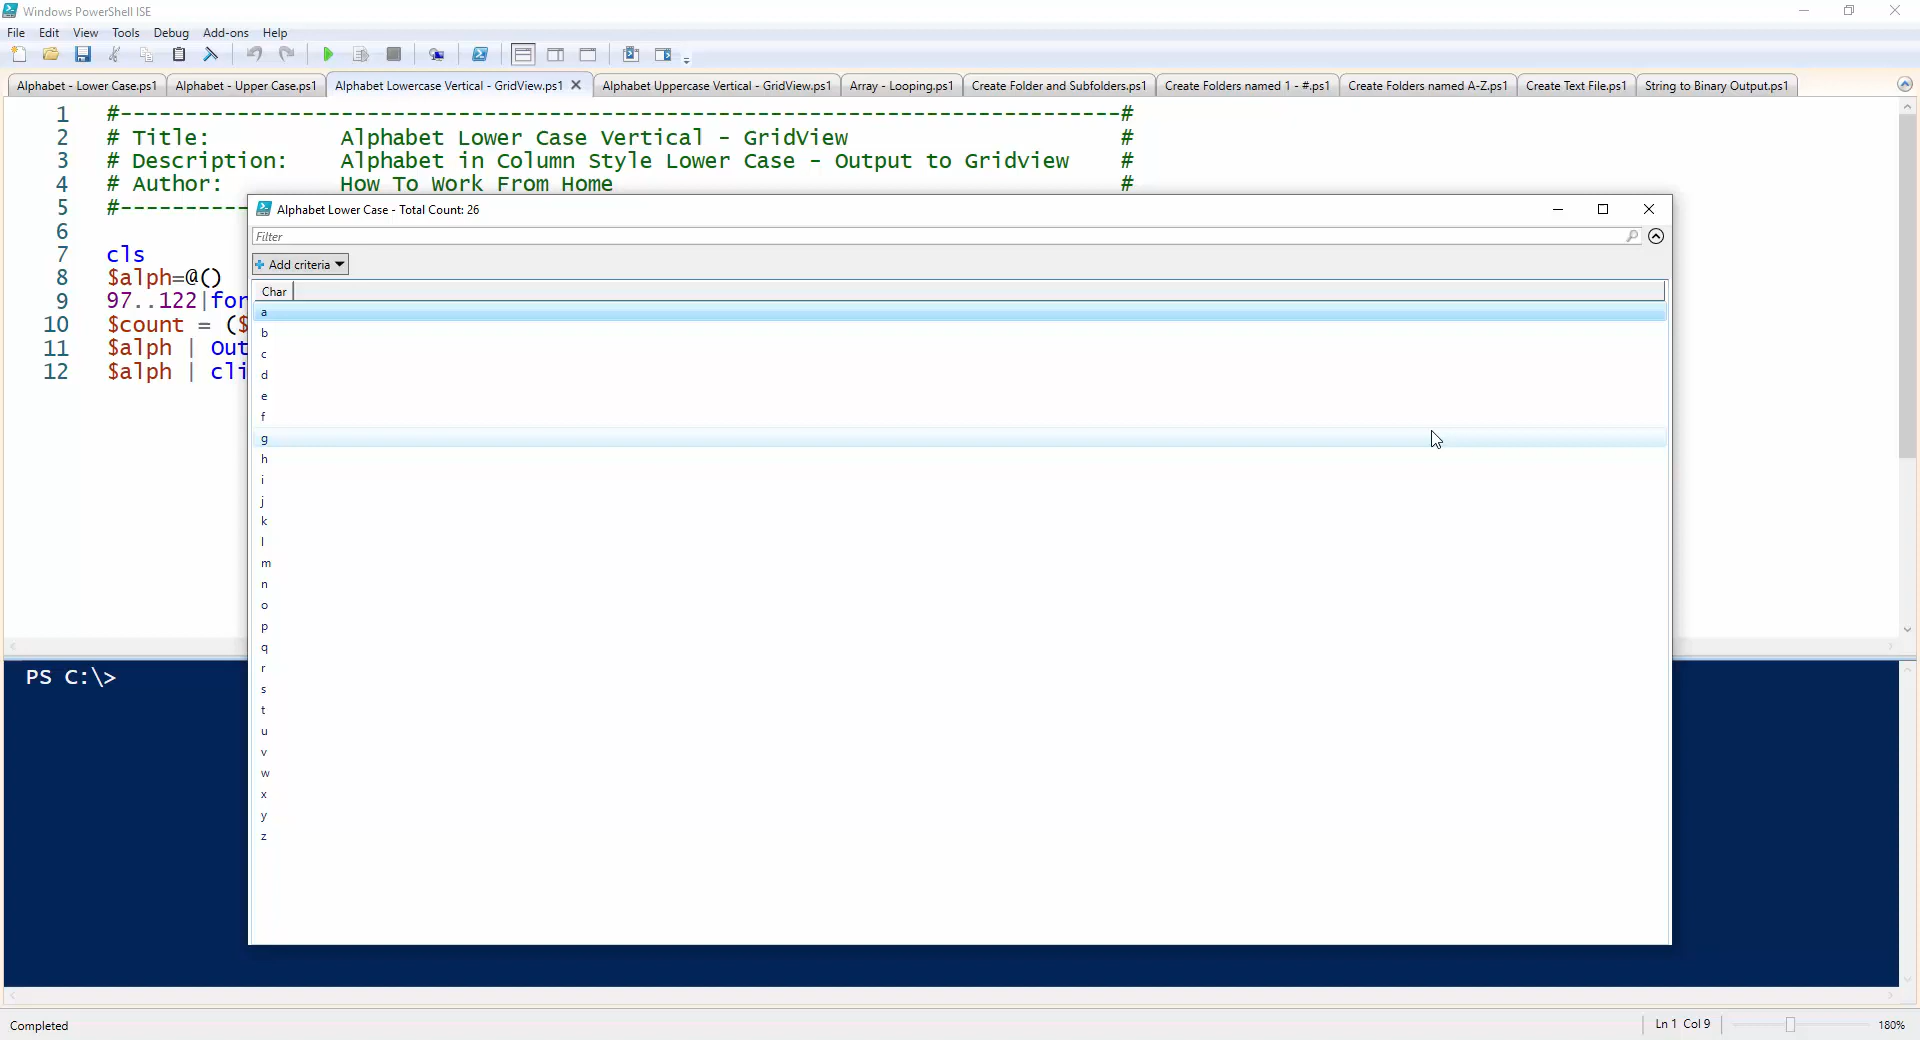 Windows PowerShell ISE
File Edit View Tools Debug Add-ons Help
Alphabet - Lower Case.ps1 Alphabet - Upper Case.ps1 Alphabet Lowercase Vertical - GridView.ps1 Alphabet Uppercase Vertical - GridView.ps1 Array - Looping.ps1 Create Folder and Subfolders.ps1 Create Folders named 1 - #.ps1 Create Folders named A-Z.ps1 Create Text File.ps1 String to Binary Output.ps1
1 #-----------------------------------------------------------------------------#
2 # Title: Alphabet Lower Case Vertical - GridView #
3 # Description: Alphabet in Column Style Lower Case - Output to Gridview #
4 # Author: How To Work From Home #
5 #----------
6
7 cls
8 $alph=@()
9 97..122|for
10 $count = ($
11 $alph | Out
12 $alph | cli
Alphabet Lower Case - Total Count: 26
Filter
Add criteria
Char
a
b
c
d
e
f
g
h
i
j
k
l
m
n
o
p
q
r
s
t
u
v
w
x
y
z
PS C:\>
Completed Ln 1 Col 9 180%